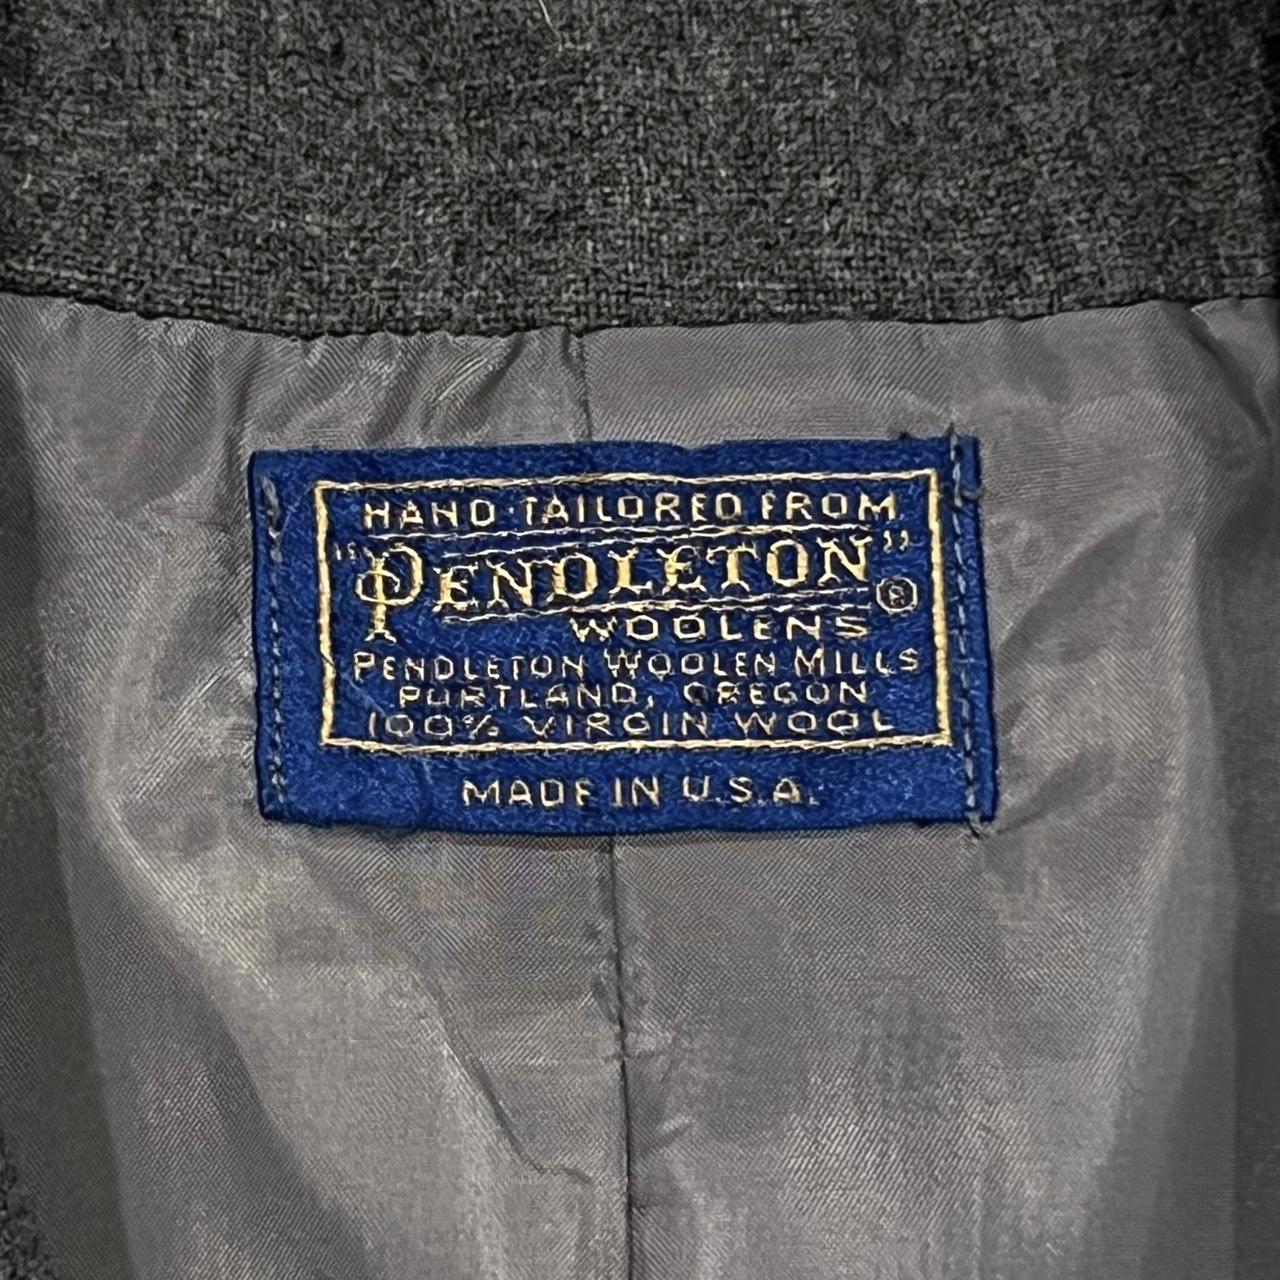 HAND·TAILORED FROM
"PENDLETON"®
WOOLENS
PENDLETON WOOLEN MILLS
PORTLAND, OREGON
100% VIRGIN WOOL
MADE IN U.S.A.